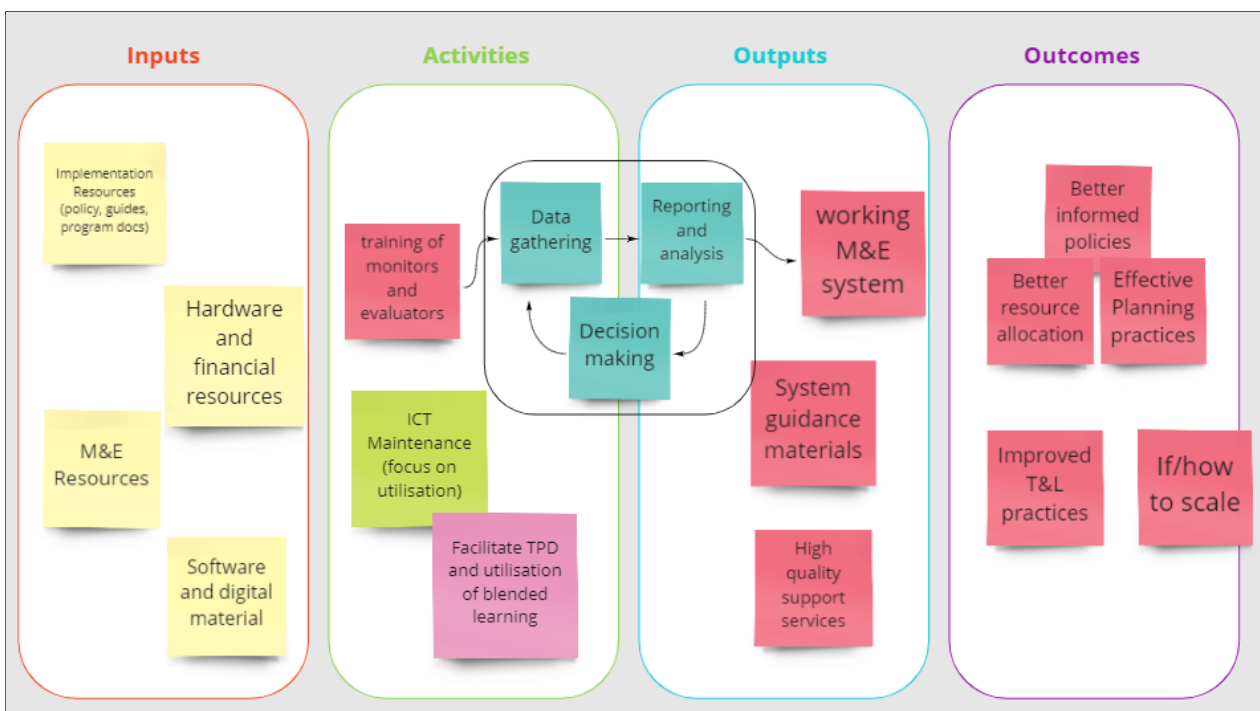 Inputs
Activities
Outputs
Outcomes
Implementation
Resources
(policy, guides,
program docs)
Hardware
and
financial
resources
M&E
Resources
Software
and digital
material
training of
monitors
and
evaluators
Data
gathering
Decision
making
ICT
Maintenance
(focus on
utilisation)
Facilitate TPD
and utilisation
of blended
learning
Reporting
and
analysis
working
M&E
system
System
guidance
materials
High
quality
support
services
Better
informed
policies
Better
resource
allocation
Effective
Planning
practices
Improved
T&L
practices
If/how
to scale